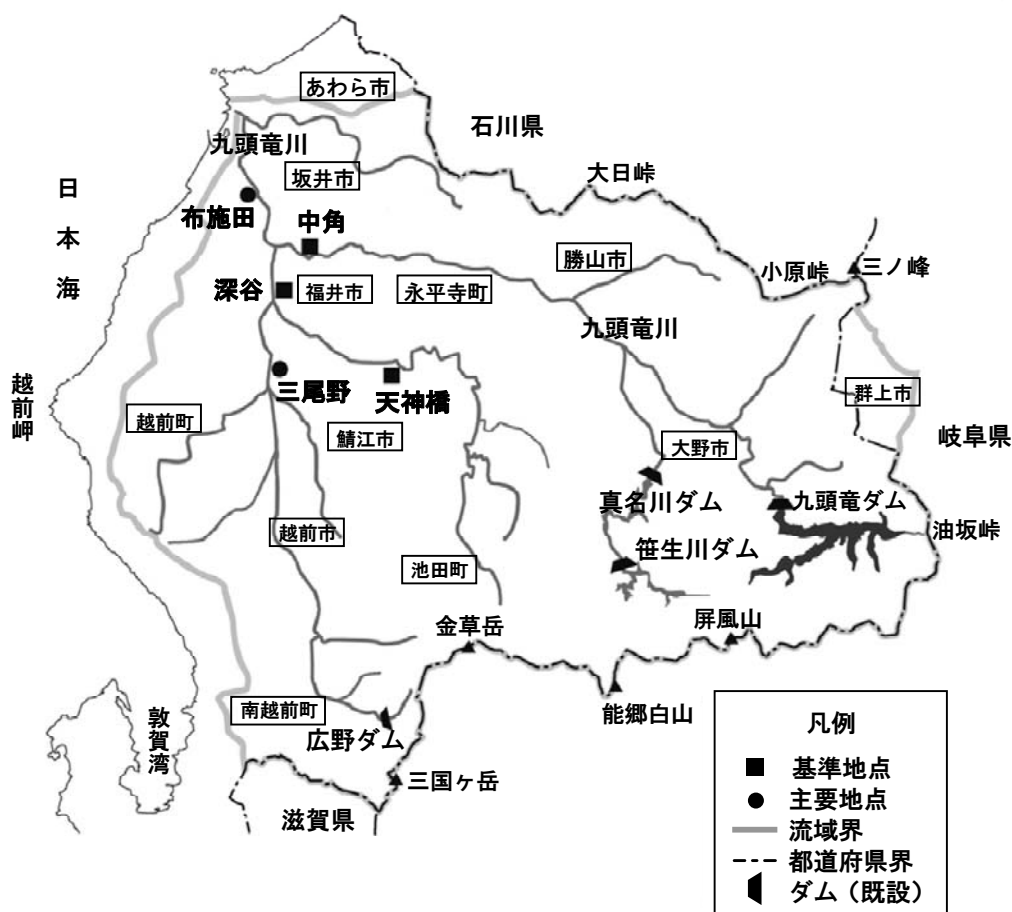 あわら市
石川県
九頭竜川
大日峠
坂井市
日本海
布施田
中角
勝山市
小原峠
三ノ峰
深谷
福井市
永平寺町
九頭竜川
越前岬
三尾野
天神橋
群上市
越前町
鯖江市
大野市
岐阜県
真名川ダム
九頭竜ダム
越前市
油坂峠
笹生川ダム
池田町
金草岳
屏風山
南越前町
能郷白山
敦賀湾
広野ダム
三国ヶ岳
滋賀県
凡例
基準地点
主要地点
流域界
都道府県界
ダム（既設）